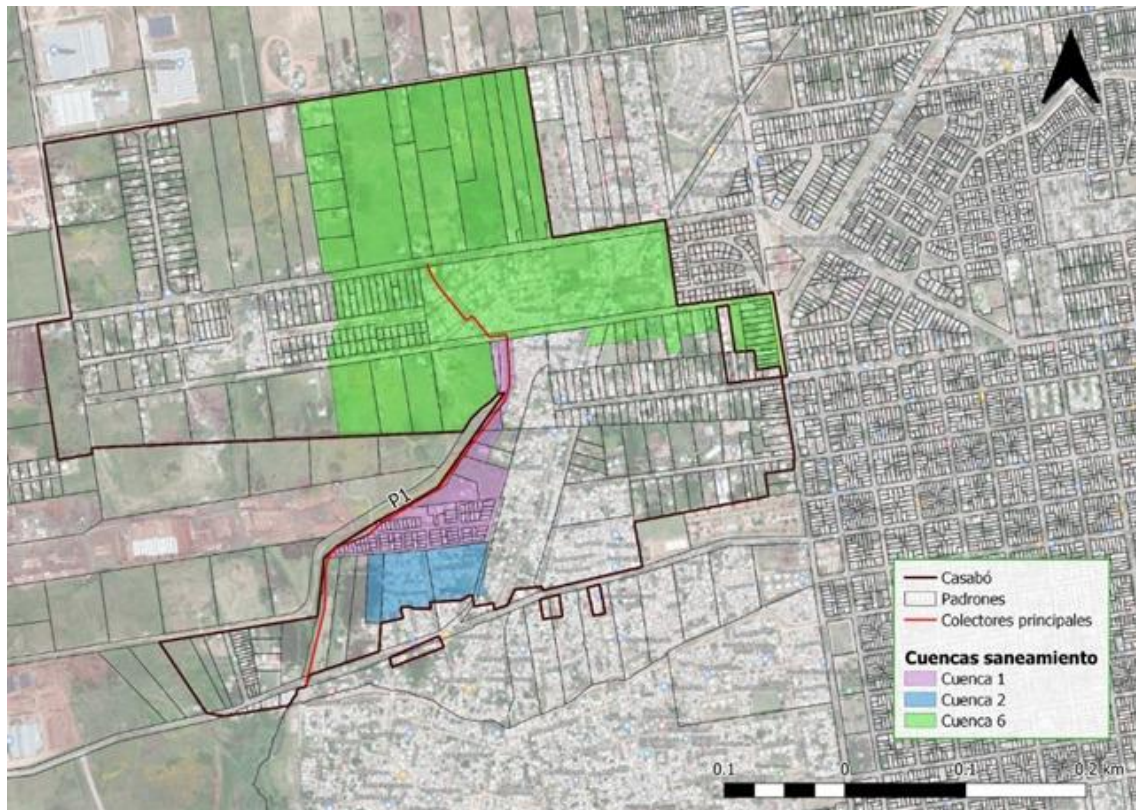 P1
Casabó
Padrones
Colectores principales
Cuencas saneamiento
Cuenca 1
Cuenca 2
Cuenca 6
0.1 0 0.1 0.2 km